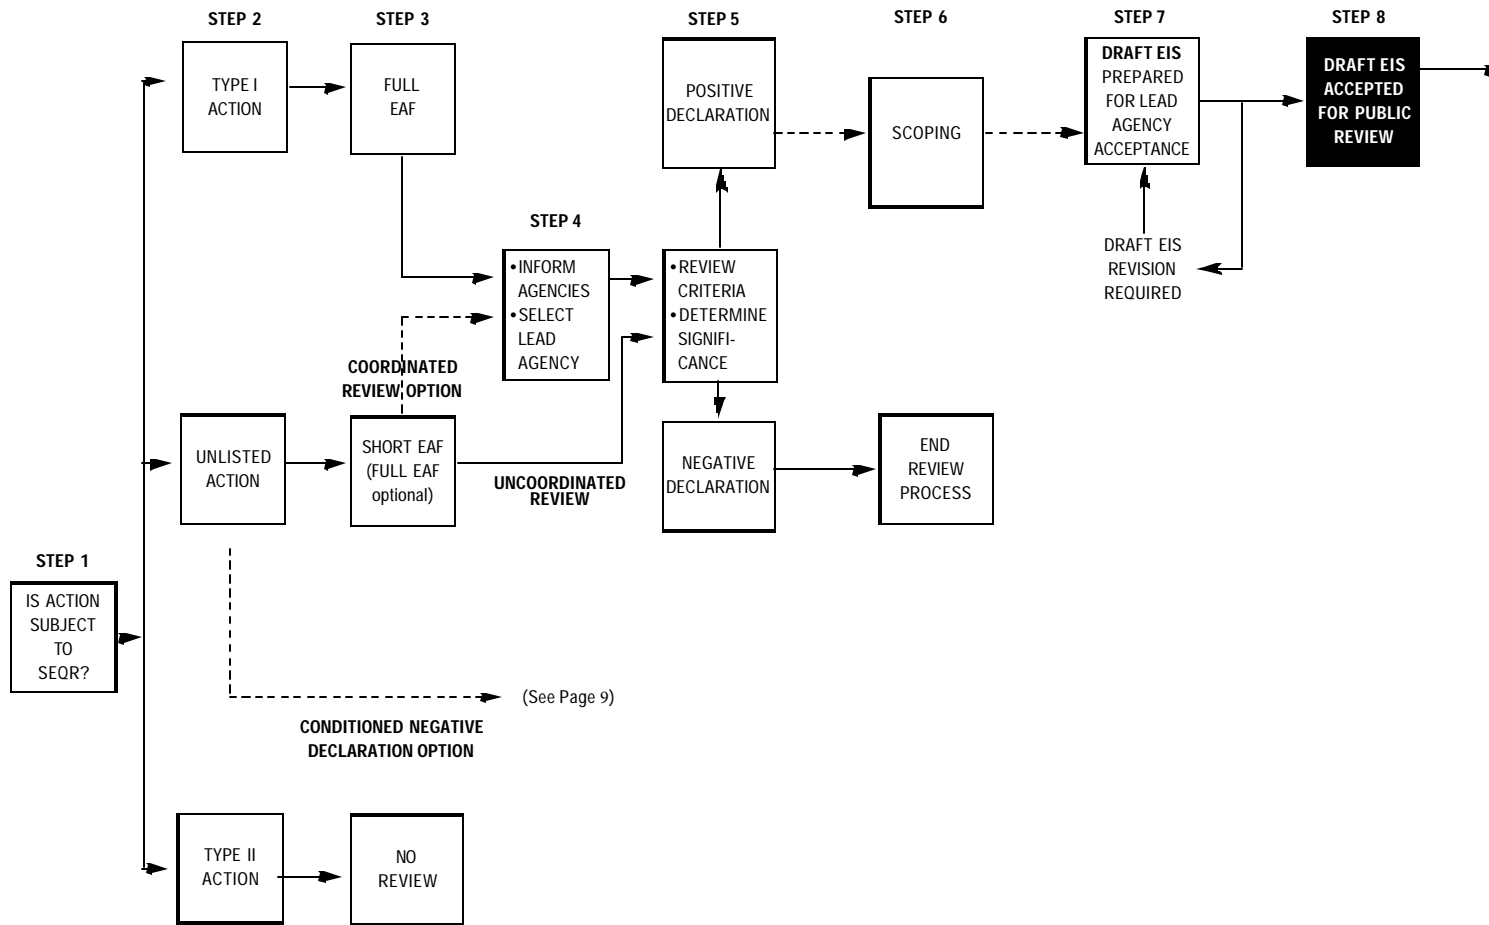 STEP 2
STEP 3
STEP 5
STEP 6
STEP 7
STEP 8
TYPE I
ACTION
FULL
EAF
POSITIVE
DECLARATION
SCOPING
DRAFT EIS
PREPARED
FOR LEAD
AGENCY
ACCEPTANCE
DRAFT EIS
ACCEPTED
FOR PUBLIC
REVIEW
DRAFT EIS
REVISION
REQUIRED
STEP 4
•INFORM
AGENCIES
•SELECT
LEAD
AGENCY
•REVIEW
CRITERIA
•DETERMINE
SIGNIFI-
CANCE
COORDINATED
REVIEW OPTION
UNLISTED
ACTION
SHORT EAF
(FULL EAF
optional)
UNCOORDINATED
REVIEW
NEGATIVE
DECLARATION
END
REVIEW
PROCESS
STEP 1
IS ACTION
SUBJECT
TO
SEQR?
(See Page 9)
CONDITIONED NEGATIVE
DECLARATION OPTION
TYPE II
ACTION
NO
REVIEW